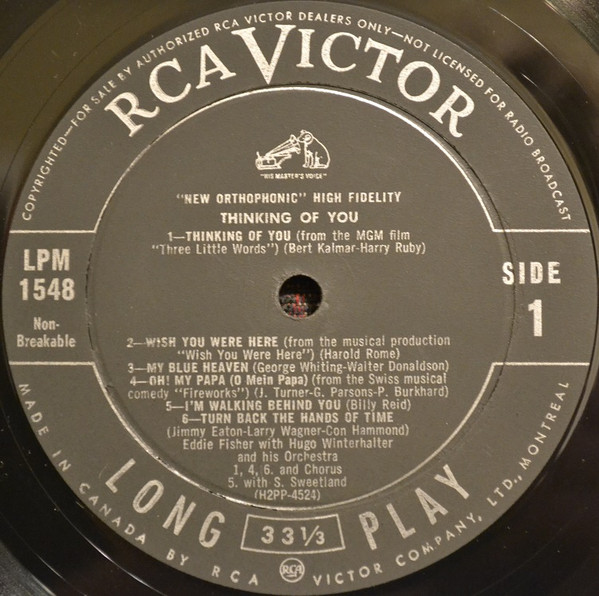 COPYRIGHTED—FOR SALE BY AUTHORIZED RCA VICTOR DEALERS ONLY—NOT LICENSED FOR RADIO BROADCAST
RCA VICTOR
"HIS MASTER'S VOICE"
"NEW ORTHOPHONIC" HIGH FIDELITY
THINKING OF YOU
1—THINKING OF YOU (from the MGM film
"Three Little Words") (Bert Kalmar-Harry Ruby)
LPM
1548
Non-
Breakable
SIDE
1
2—WISH YOU WERE HERE (from the musical production
"Wish You Were Here") (Harold Rome)
3—MY BLUE HEAVEN (George Whiting-Walter Donaldson)
4—OH! MY PAPA (O Mein Papa) (from the Swiss musical
comedy "Fireworks") (J. Turner-G. Parsons-P. Burkhard)
5—I'M WALKING BEHIND YOU (Billy Reid)
6—TURN BACK THE HANDS OF TIME
(Jimmy Eaton-Larry Wagner-Con Hammond)
Eddie Fisher with Hugo Winterhalter
and his Orchestra
1, 4, 6. and Chorus
5. with S. Sweetland
(H2PP-4524)
LONG 33 1/3 PLAY
MADE IN CANADA BY RCA RCA VICTOR COMPANY, LTD., MONTREAL